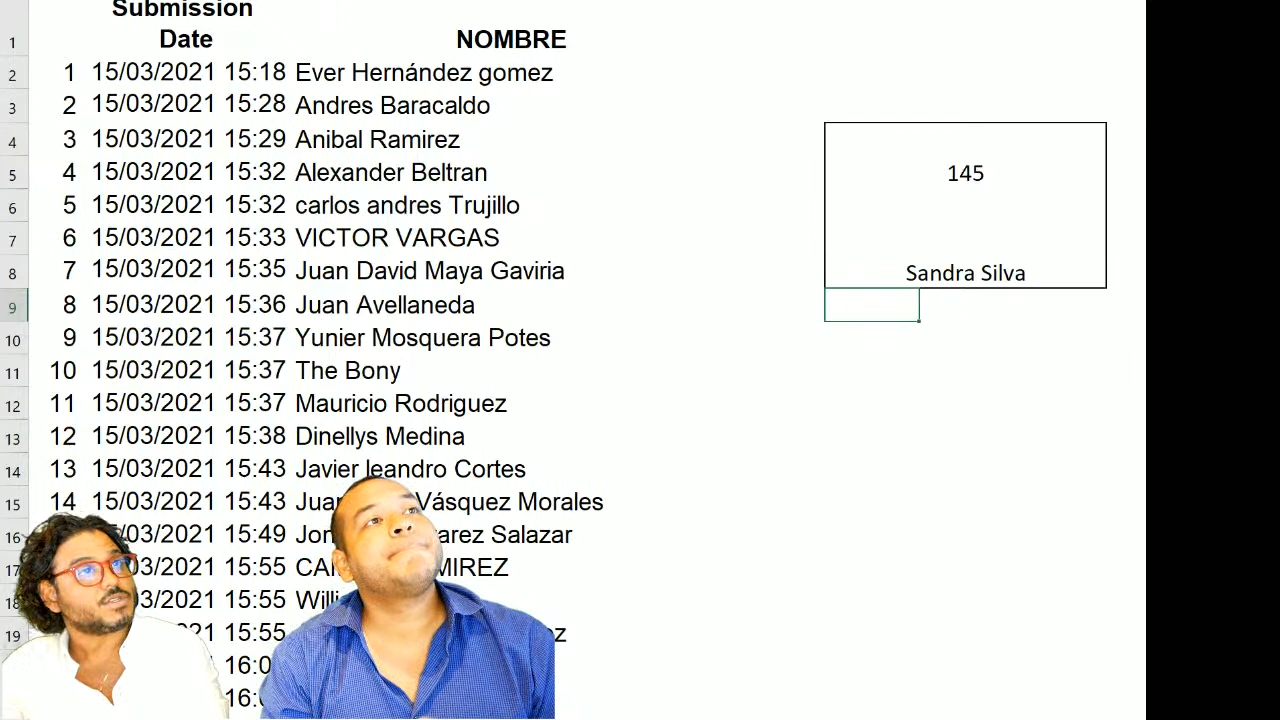 Submission
Date NOMBRE
1
2 1 15/03/2021 15:18 Ever Hernández gomez
3 2 15/03/2021 15:28 Andres Baracaldo
4 3 15/03/2021 15:29 Anibal Ramirez
5 4 15/03/2021 15:32 Alexander Beltran
145
6 5 15/03/2021 15:32 carlos andres Trujillo
7 6 15/03/2021 15:33 VICTOR VARGAS
8 7 15/03/2021 15:35 Juan David Maya Gaviria
Sandra Silva
9 8 15/03/2021 15:36 Juan Avellaneda
10 9 15/03/2021 15:37 Yunier Mosquera Potes
11 10 15/03/2021 15:37 The Bony
12 11 15/03/2021 15:37 Mauricio Rodriguez
13 12 15/03/2021 15:38 Dinellys Medina
14 13 15/03/2021 15:43 Javier leandro Cortes
15 14 15/03/2021 15:43 Vásquez Morales
16 15:49 Salazar
17 15:55
18 15:55
19 15:55